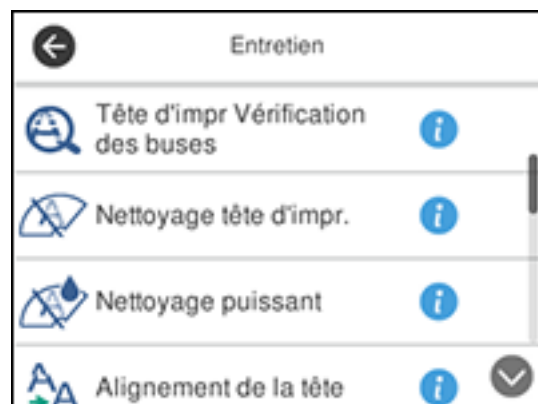 Entretien
Tête d'impr Vérification
des buses
Nettoyage tête d'impr.
Nettoyage puissant
Alignement de la tête